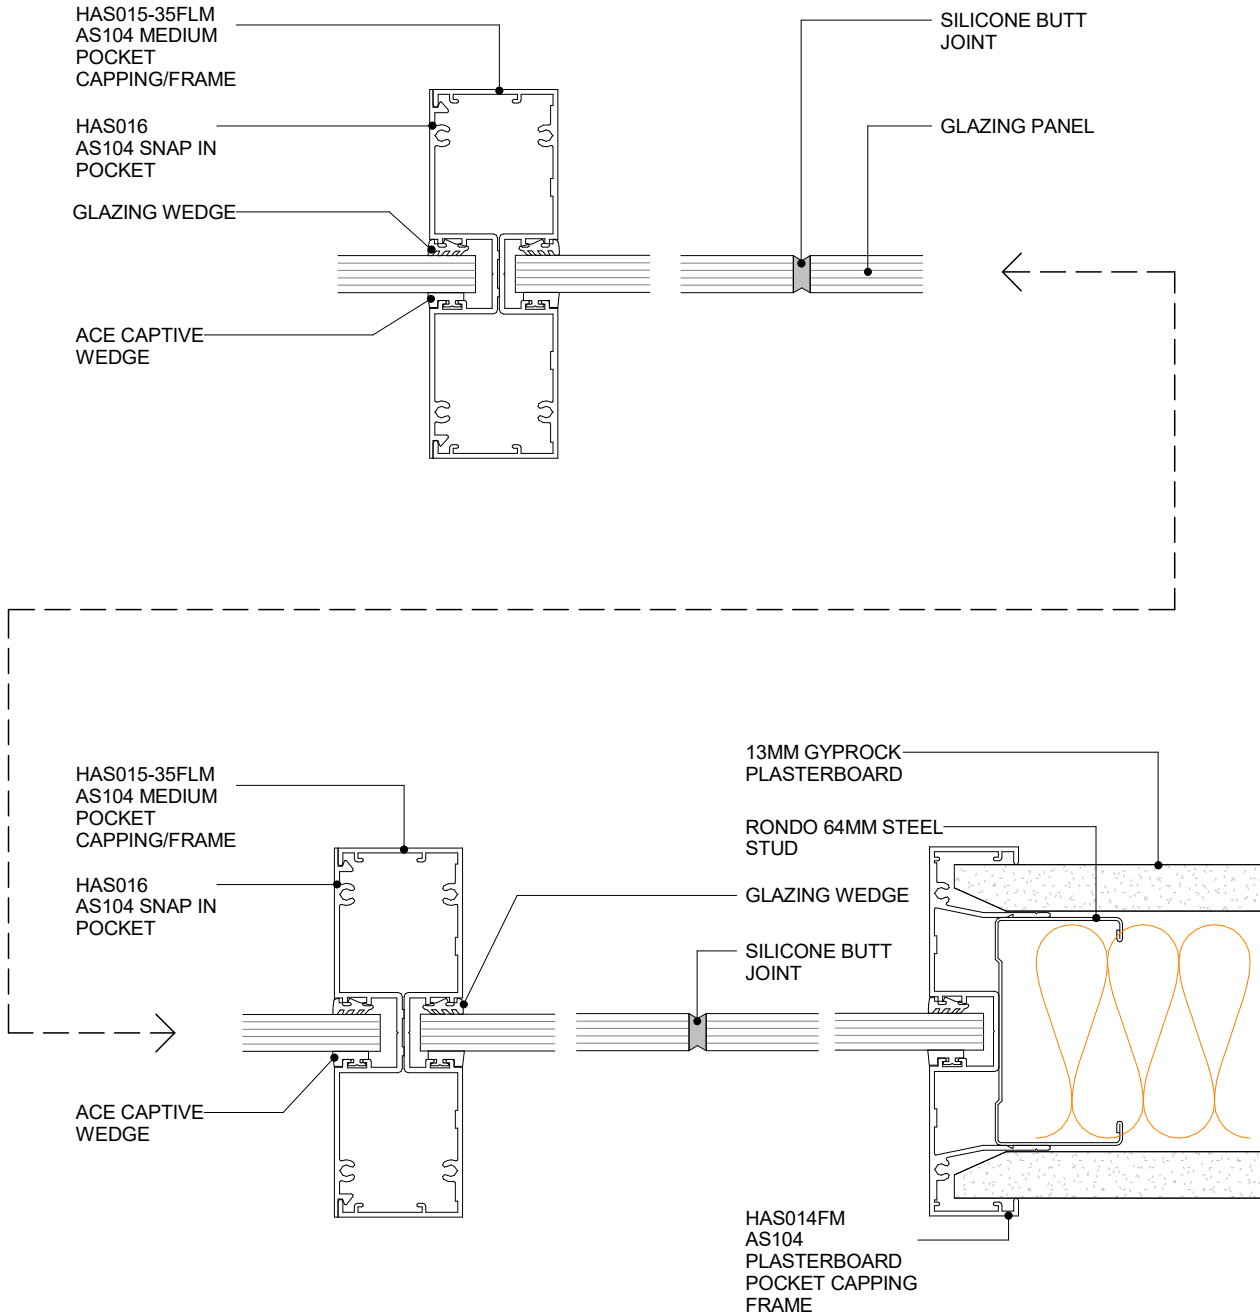 HAS015-35FLM
AS104 MEDIUM
POCKET
CAPPING/FRAME
HAS016
AS104 SNAP IN
POCKET
GLAZING WEDGE
ACE CAPTIVE
WEDGE
SILICONE BUTT
JOINT
GLAZING PANEL
HAS015-35FLM
AS104 MEDIUM
POCKET
CAPPING/FRAME
HAS016
AS104 SNAP IN
POCKET
ACE CAPTIVE
WEDGE
13MM GYPROCK
PLASTERBOARD
RONDO 64MM STEEL
STUD
GLAZING WEDGE
SILICONE BUTT
JOINT
HAS014FM
AS104
PLASTERBOARD
POCKET CAPPING
FRAME